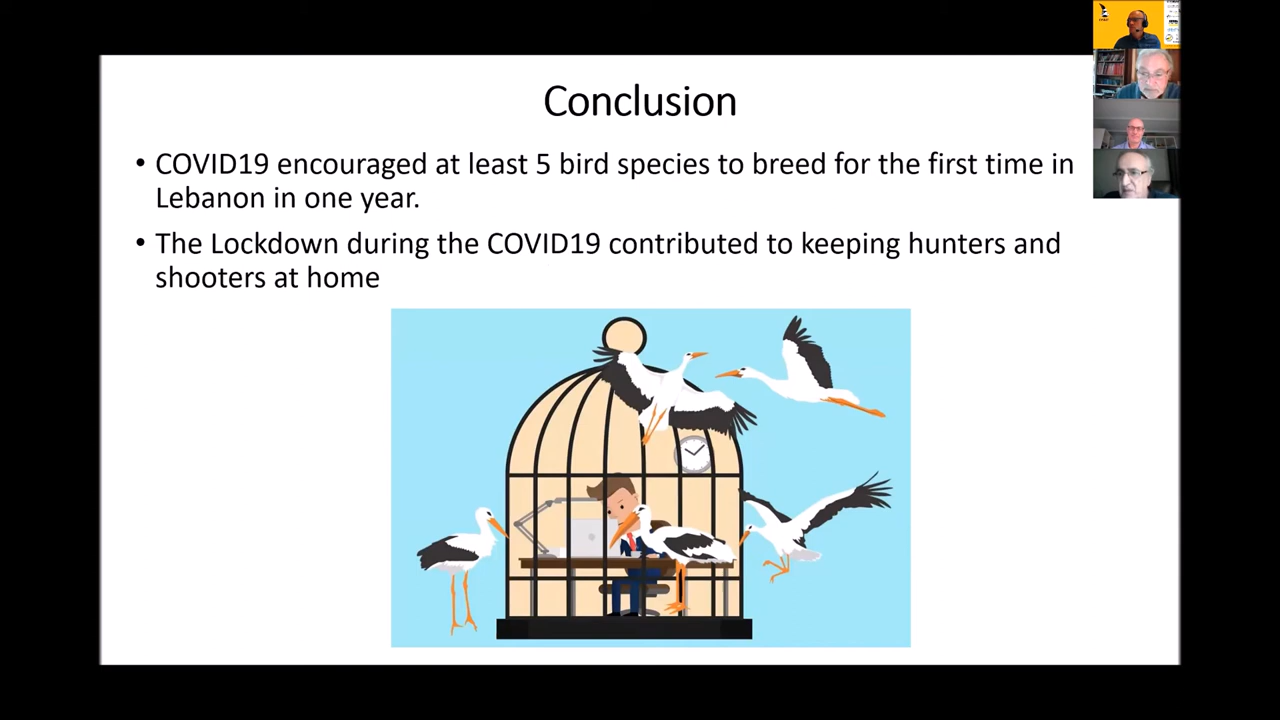 Conclusion
• COVID19 encouraged at least 5 bird species to breed for the first time in
Lebanon in one year.
• The Lockdown during the COVID19 contributed to keeping hunters and
shooters at home